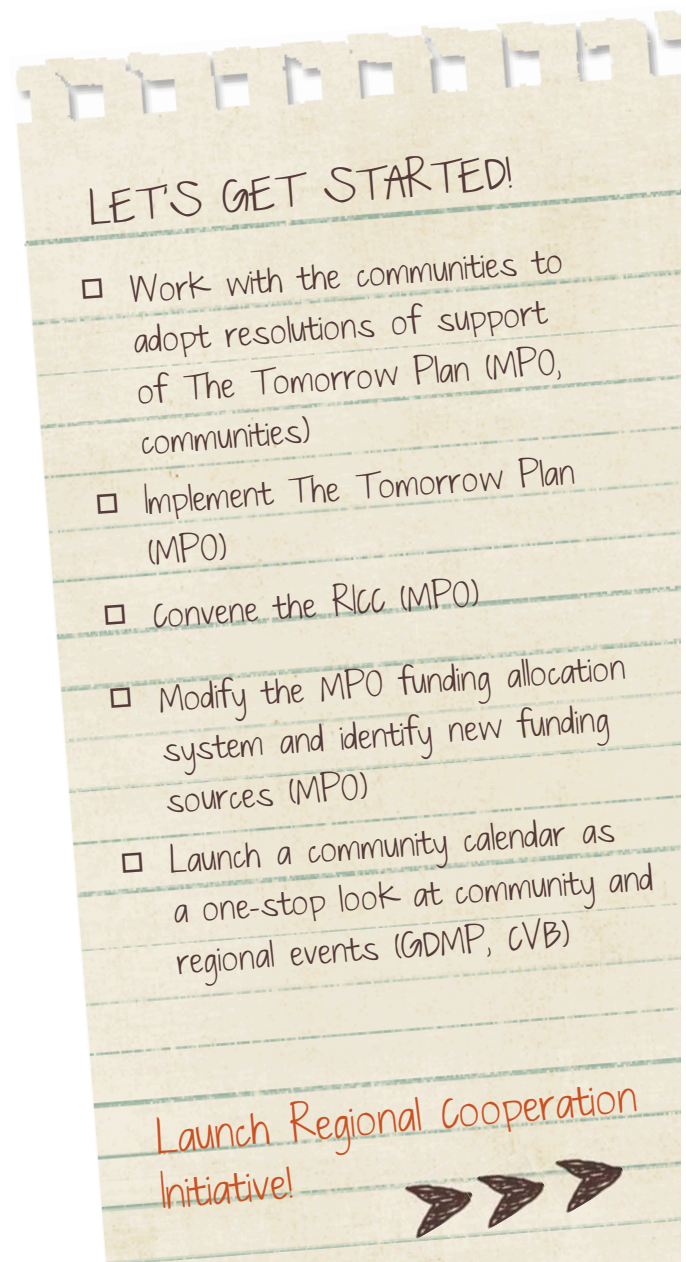 LET'S GET STARTED!
Work with the communities to
adopt resolutions of support
of The Tomorrow Plan (MPO,
communities)
Implement The Tomorrow Plan
(MPO)
Convene the RICC (MPO)
Modify the MPO funding allocation
system and identify new funding
sources (MPO)
Launch a community calendar as
a one-stop look at community and
regional events (GDMP, CVB)
Launch Regional Cooperation
Initiative!